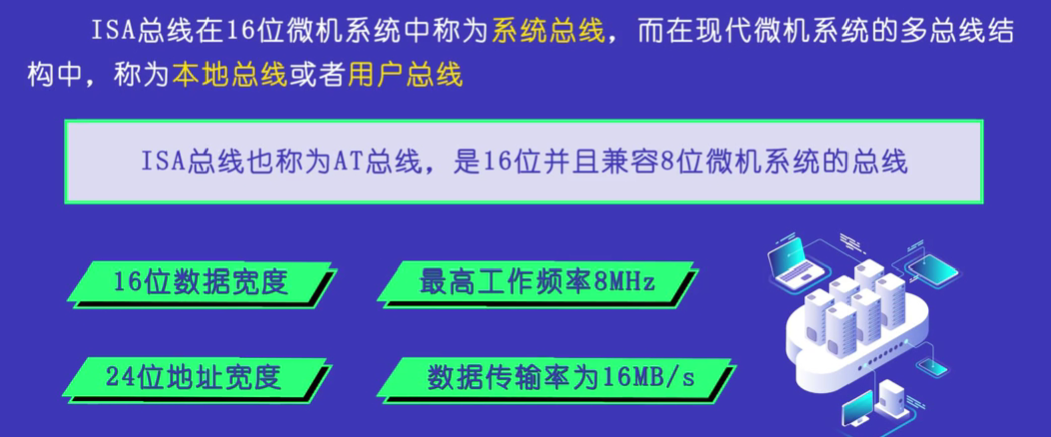 ISA总线在16位微机系统中称为系统总线，而在现代微机系统的多总线结
构中，称为本地总线或者用户总线
ISA总线也称为AT总线，是16位并且兼容8位微机系统的总线
16位数据宽度
最高工作频率8MHz
24位地址宽度
数据传输率为16MB/s